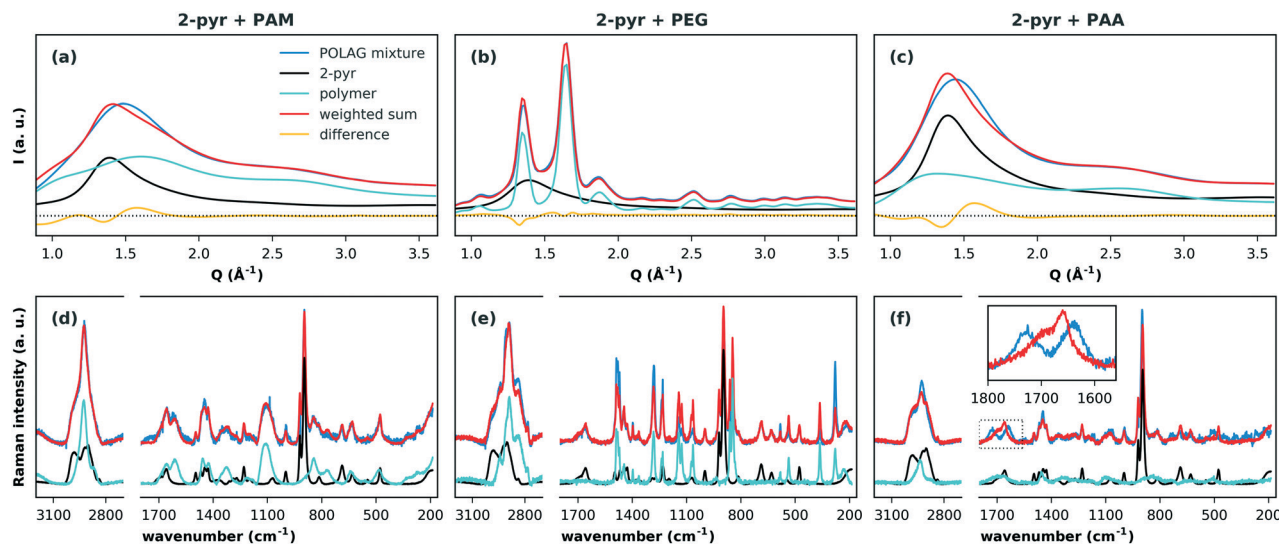 2-pyr + PAM
2-pyr + PEG
2-pyr + PAA
(a)
POLAG mixture
2-pyr
polymer
weighted sum
difference
(b)
(c)
I (a. u.)
1.0 1.5 2.0 2.5 3.0 3.5
1.0 1.5 2.0 2.5 3.0 3.5
1.0 1.5 2.0 2.5 3.0 3.5
Q (Å-1)
Q (Å-1)
Q (Å-1)
(d)
(e)
(f)
1800 1700 1600
Raman intensity (a. u.)
3100 2800 1700 1400 1100 800 500 200
3100 2800 1700 1400 1100 800 500 200
3100 2800 1700 1400 1100 800 500 200
wavenumber (cm-1)
wavenumber (cm-1)
wavenumber (cm-1)